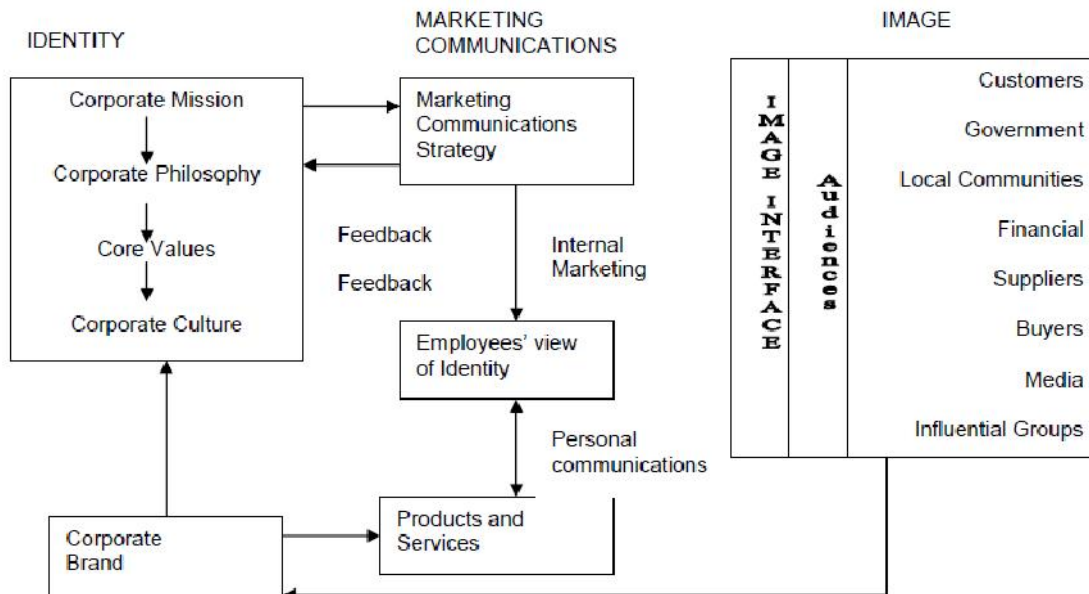 IDENTITY
MARKETING
COMMUNICATIONS
IMAGE
Corporate Mission
Corporate Philosophy
Core Values
Corporate Culture
Marketing
Communications
Strategy
Feedback
Feedback
Internal
Marketing
Employees' view
of Identity
Personal
communications
Products and
Services
Corporate
Brand
IMAGE INTERFACE
Audiences
Customers
Government
Local Communities
Financial
Suppliers
Buyers
Media
Influential Groups